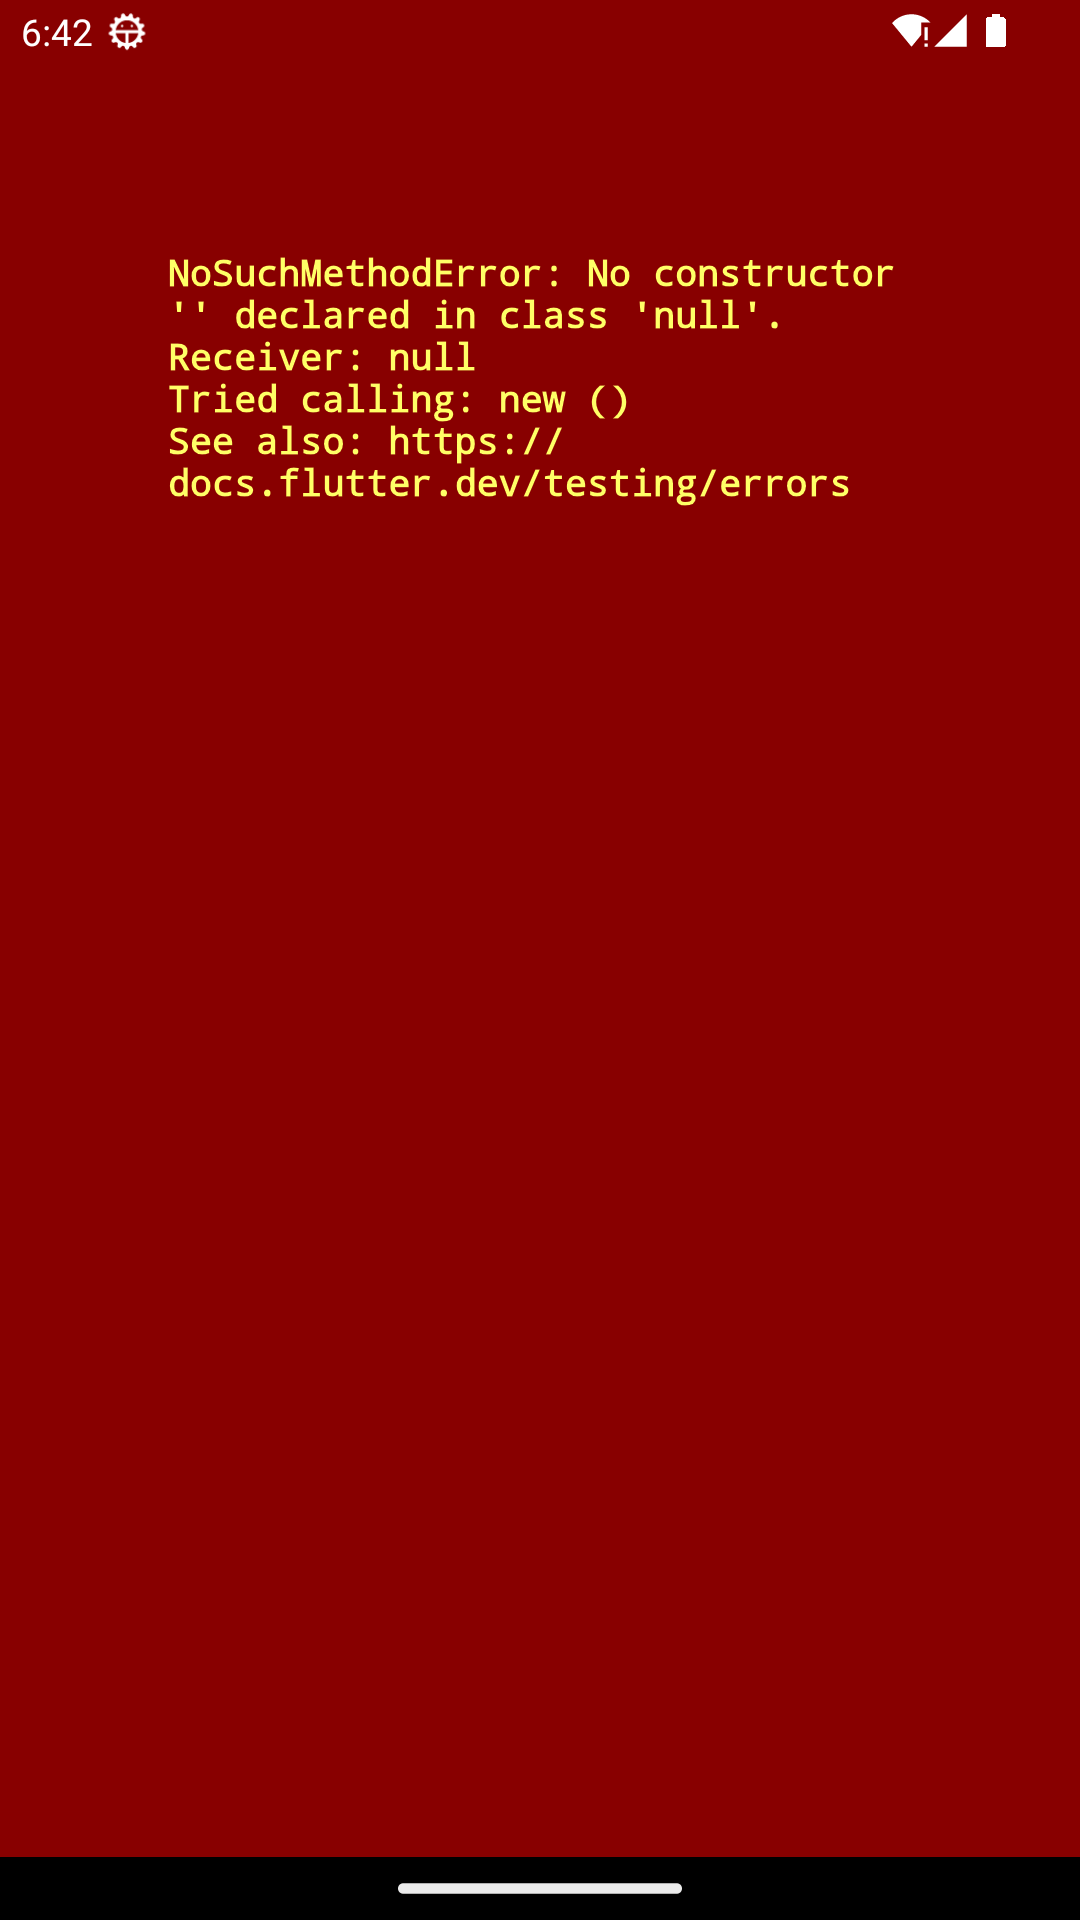 6:42
NoSuchMethodError: No constructor
'' declared in class 'null'.
Receiver: null
Tried calling: new ()
See also: https://
docs.flutter.dev/testing/errors